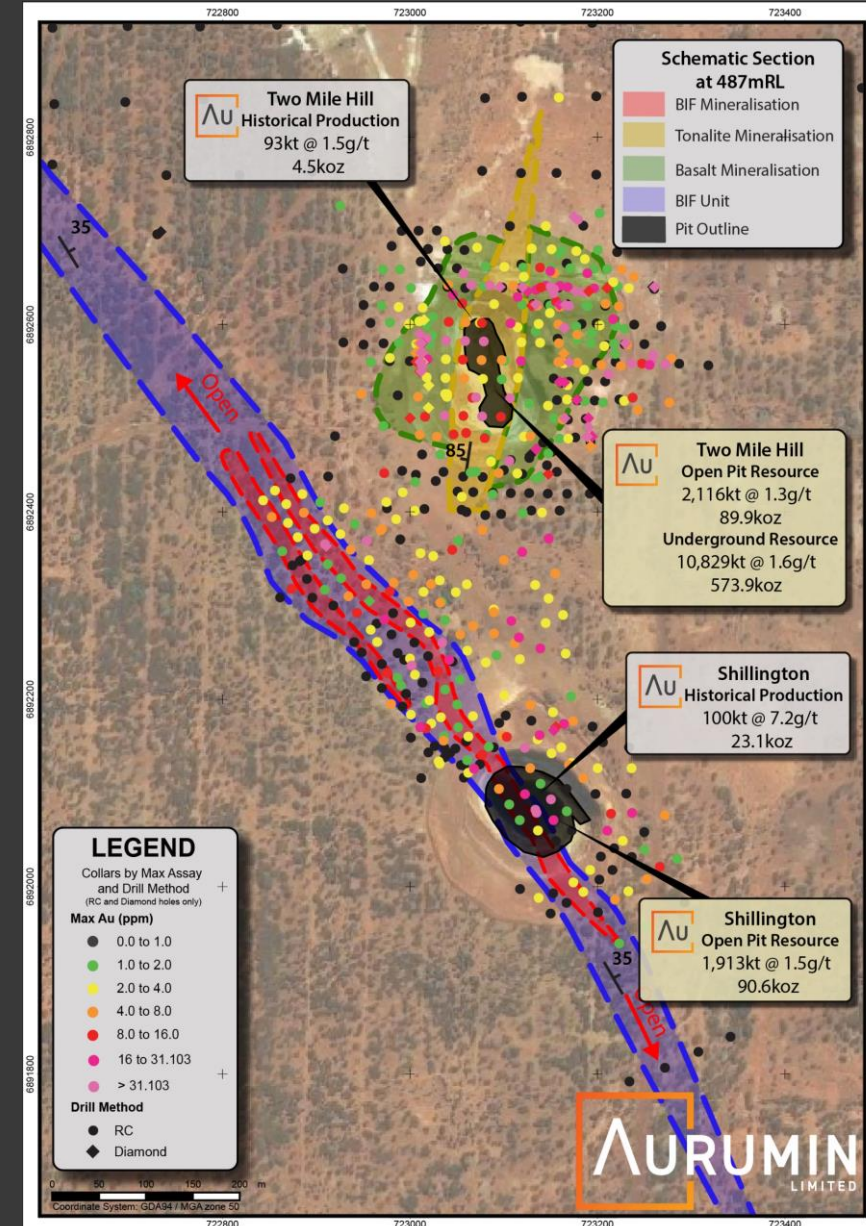 722800
723000
723200
723400
6892800
6892600
6892400
6892200
6892000
6891800
Schematic Section
at 487mRL
BIF Mineralisation
Tonalite Mineralisation
Basalt Mineralisation
BIF Unit
Pit Outline
Au
Two Mile Hill
Historical Production
93kt @ 1.5g/t
4.5koz
35
Open
85
Au
Two Mile Hill
Open Pit Resource
2,116kt @ 1.3g/t
89.9koz
Underground Resource
10,829kt @ 1.6g/t
573.9koz
Au
Shillington
Historical Production
100kt @ 7.2g/t
23.1koz
Au
Shillington
Open Pit Resource
1,913kt @ 1.5g/t
90.6koz
35
Open
LEGEND
Collars by Max Assay
and Drill Method
(RC and Diamond holes only)
Max Au (ppm)
0.0 to 1.0
1.0 to 2.0
2.0 to 4.0
4.0 to 8.0
8.0 to 16.0
16 to 31.103
> 31.103
Drill Method
RC
Diamond
0 50 100 150 200 m
Coordinate System: GDA94 / MGA zone 50
AURUMIN
LIMITED
722800
723000
723200
723400